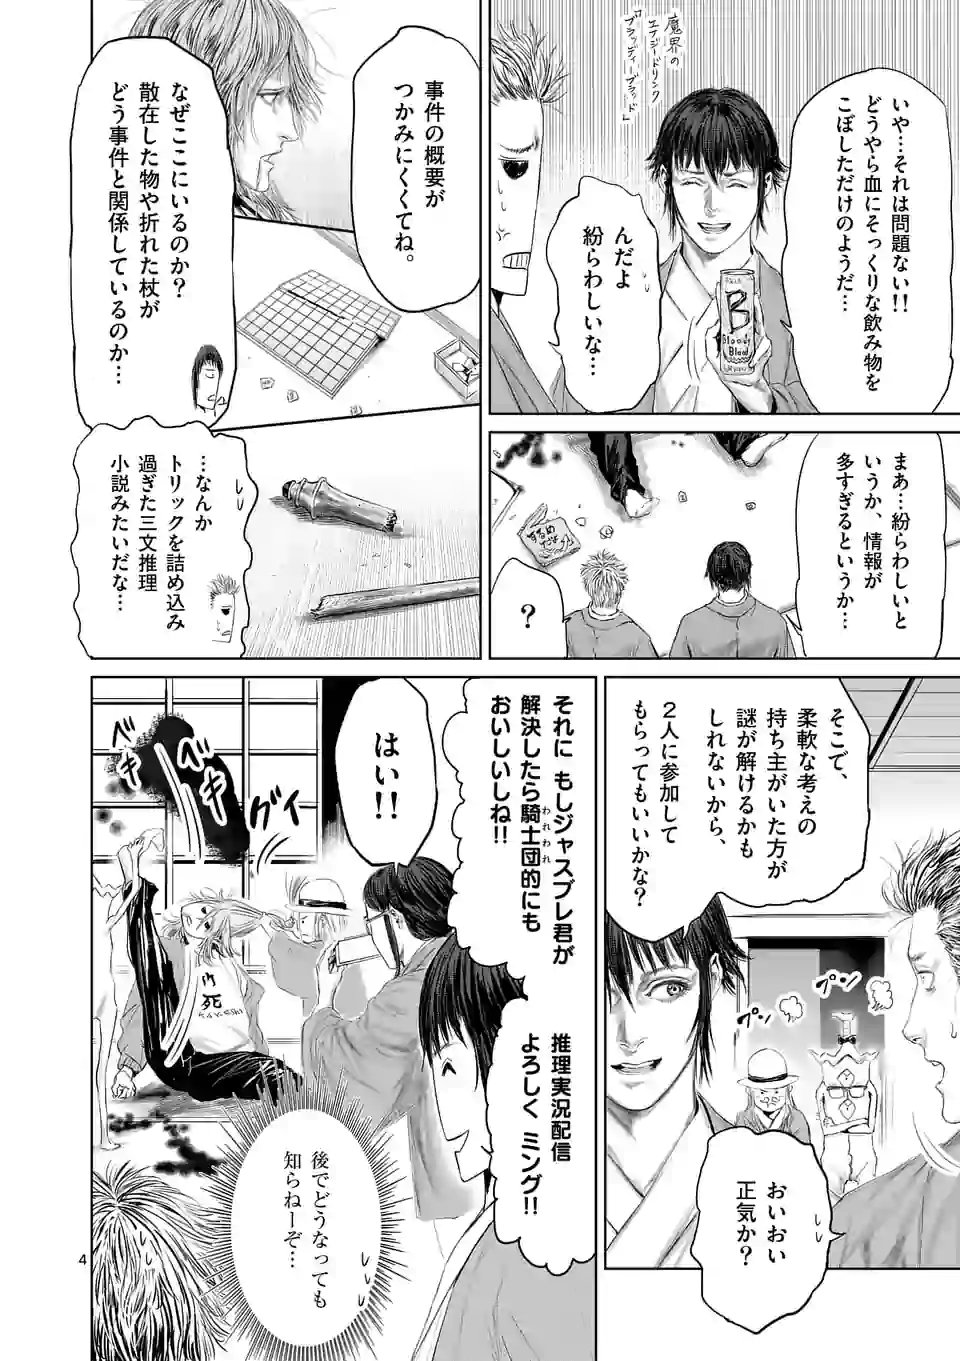 いや…それは問題ない!!
どうやら血にそっくりな飲み物を
こぼしただけのようだ…
魔界の
エナジードリンク
「ブラッディーブラッド」
B
Bloody
Blood
んだよ
紛らわしいな…
事件の概要が
つかみにくくてね。
なぜここにいるのか?
散在した物や折れた杖が
どう事件と関係しているのか…
まあ…紛らわしいと
いうか、情報が
多すぎるというか…
?
…なんか
トリックを詰め込み
過ぎた三文推理
小説みたいだな…
そこで、
柔軟な考えの
持ち主がいた方が
謎が解けるかも
しれないから、
2人に参加して
もらってもいいかな?
プン
プン
おいおい
正気か?
それに もしジャスブレ君が
解決したら騎士団的にも
われわれ
おいしいしね!!
推理実況配信
よろしく ミング!!
はい!!
グイー
ベキ
ベキ
内
死
後でどうなっても
知らねーぞ…
4